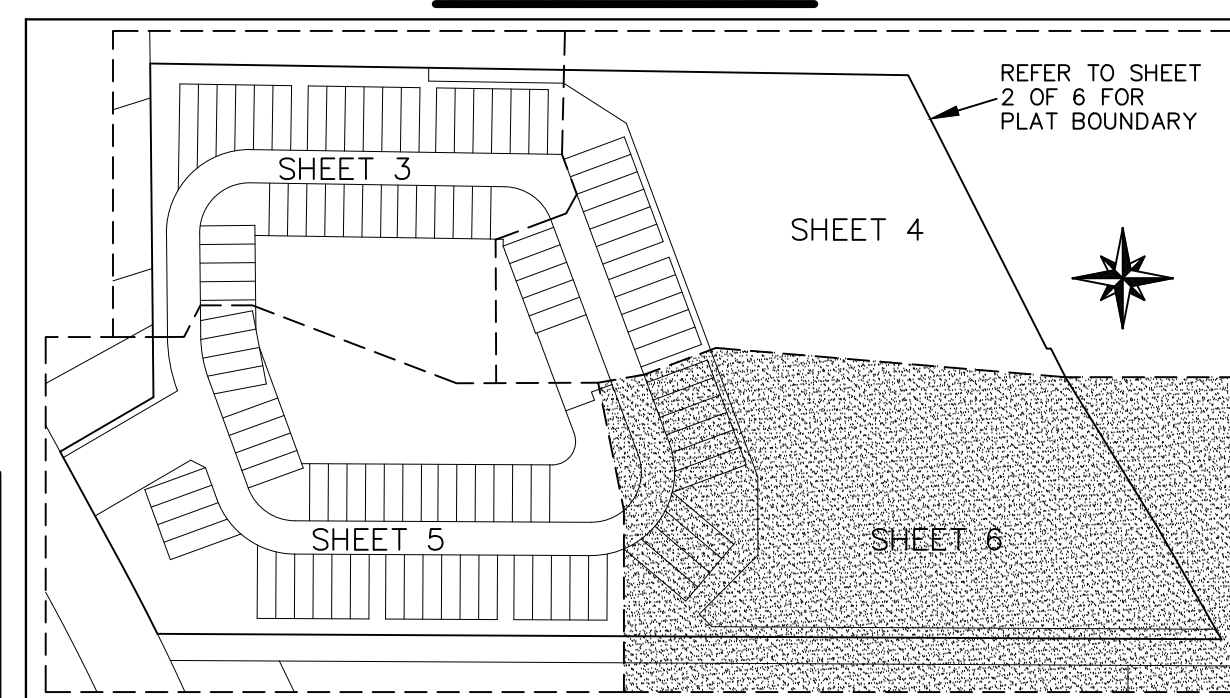 REFER TO SHEET
2 OF 6 FOR
PLAT BOUNDARY
SHEET 3
SHEET 4
SHEET 5
SHEET 6